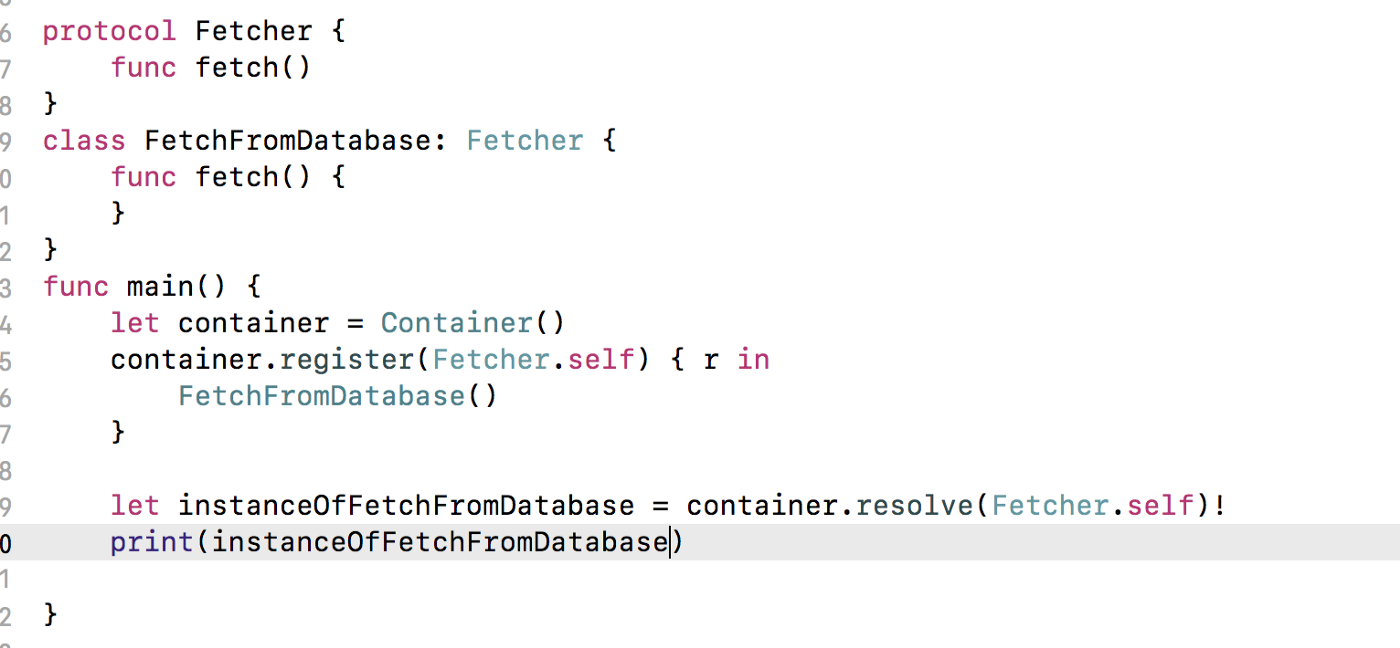 6 protocol Fetcher {
7     func fetch()
8 }
9 class FetchFromDatabase: Fetcher {
0     func fetch() {
1     }
2 }
3 func main() {
4     let container = Container()
5     container.register(Fetcher.self) { r in
6         FetchFromDatabase()
7     }
8
9     let instanceOfFetchFromDatabase = container.resolve(Fetcher.self)!
0     print(instanceOfFetchFromDatabase)
1
2 }